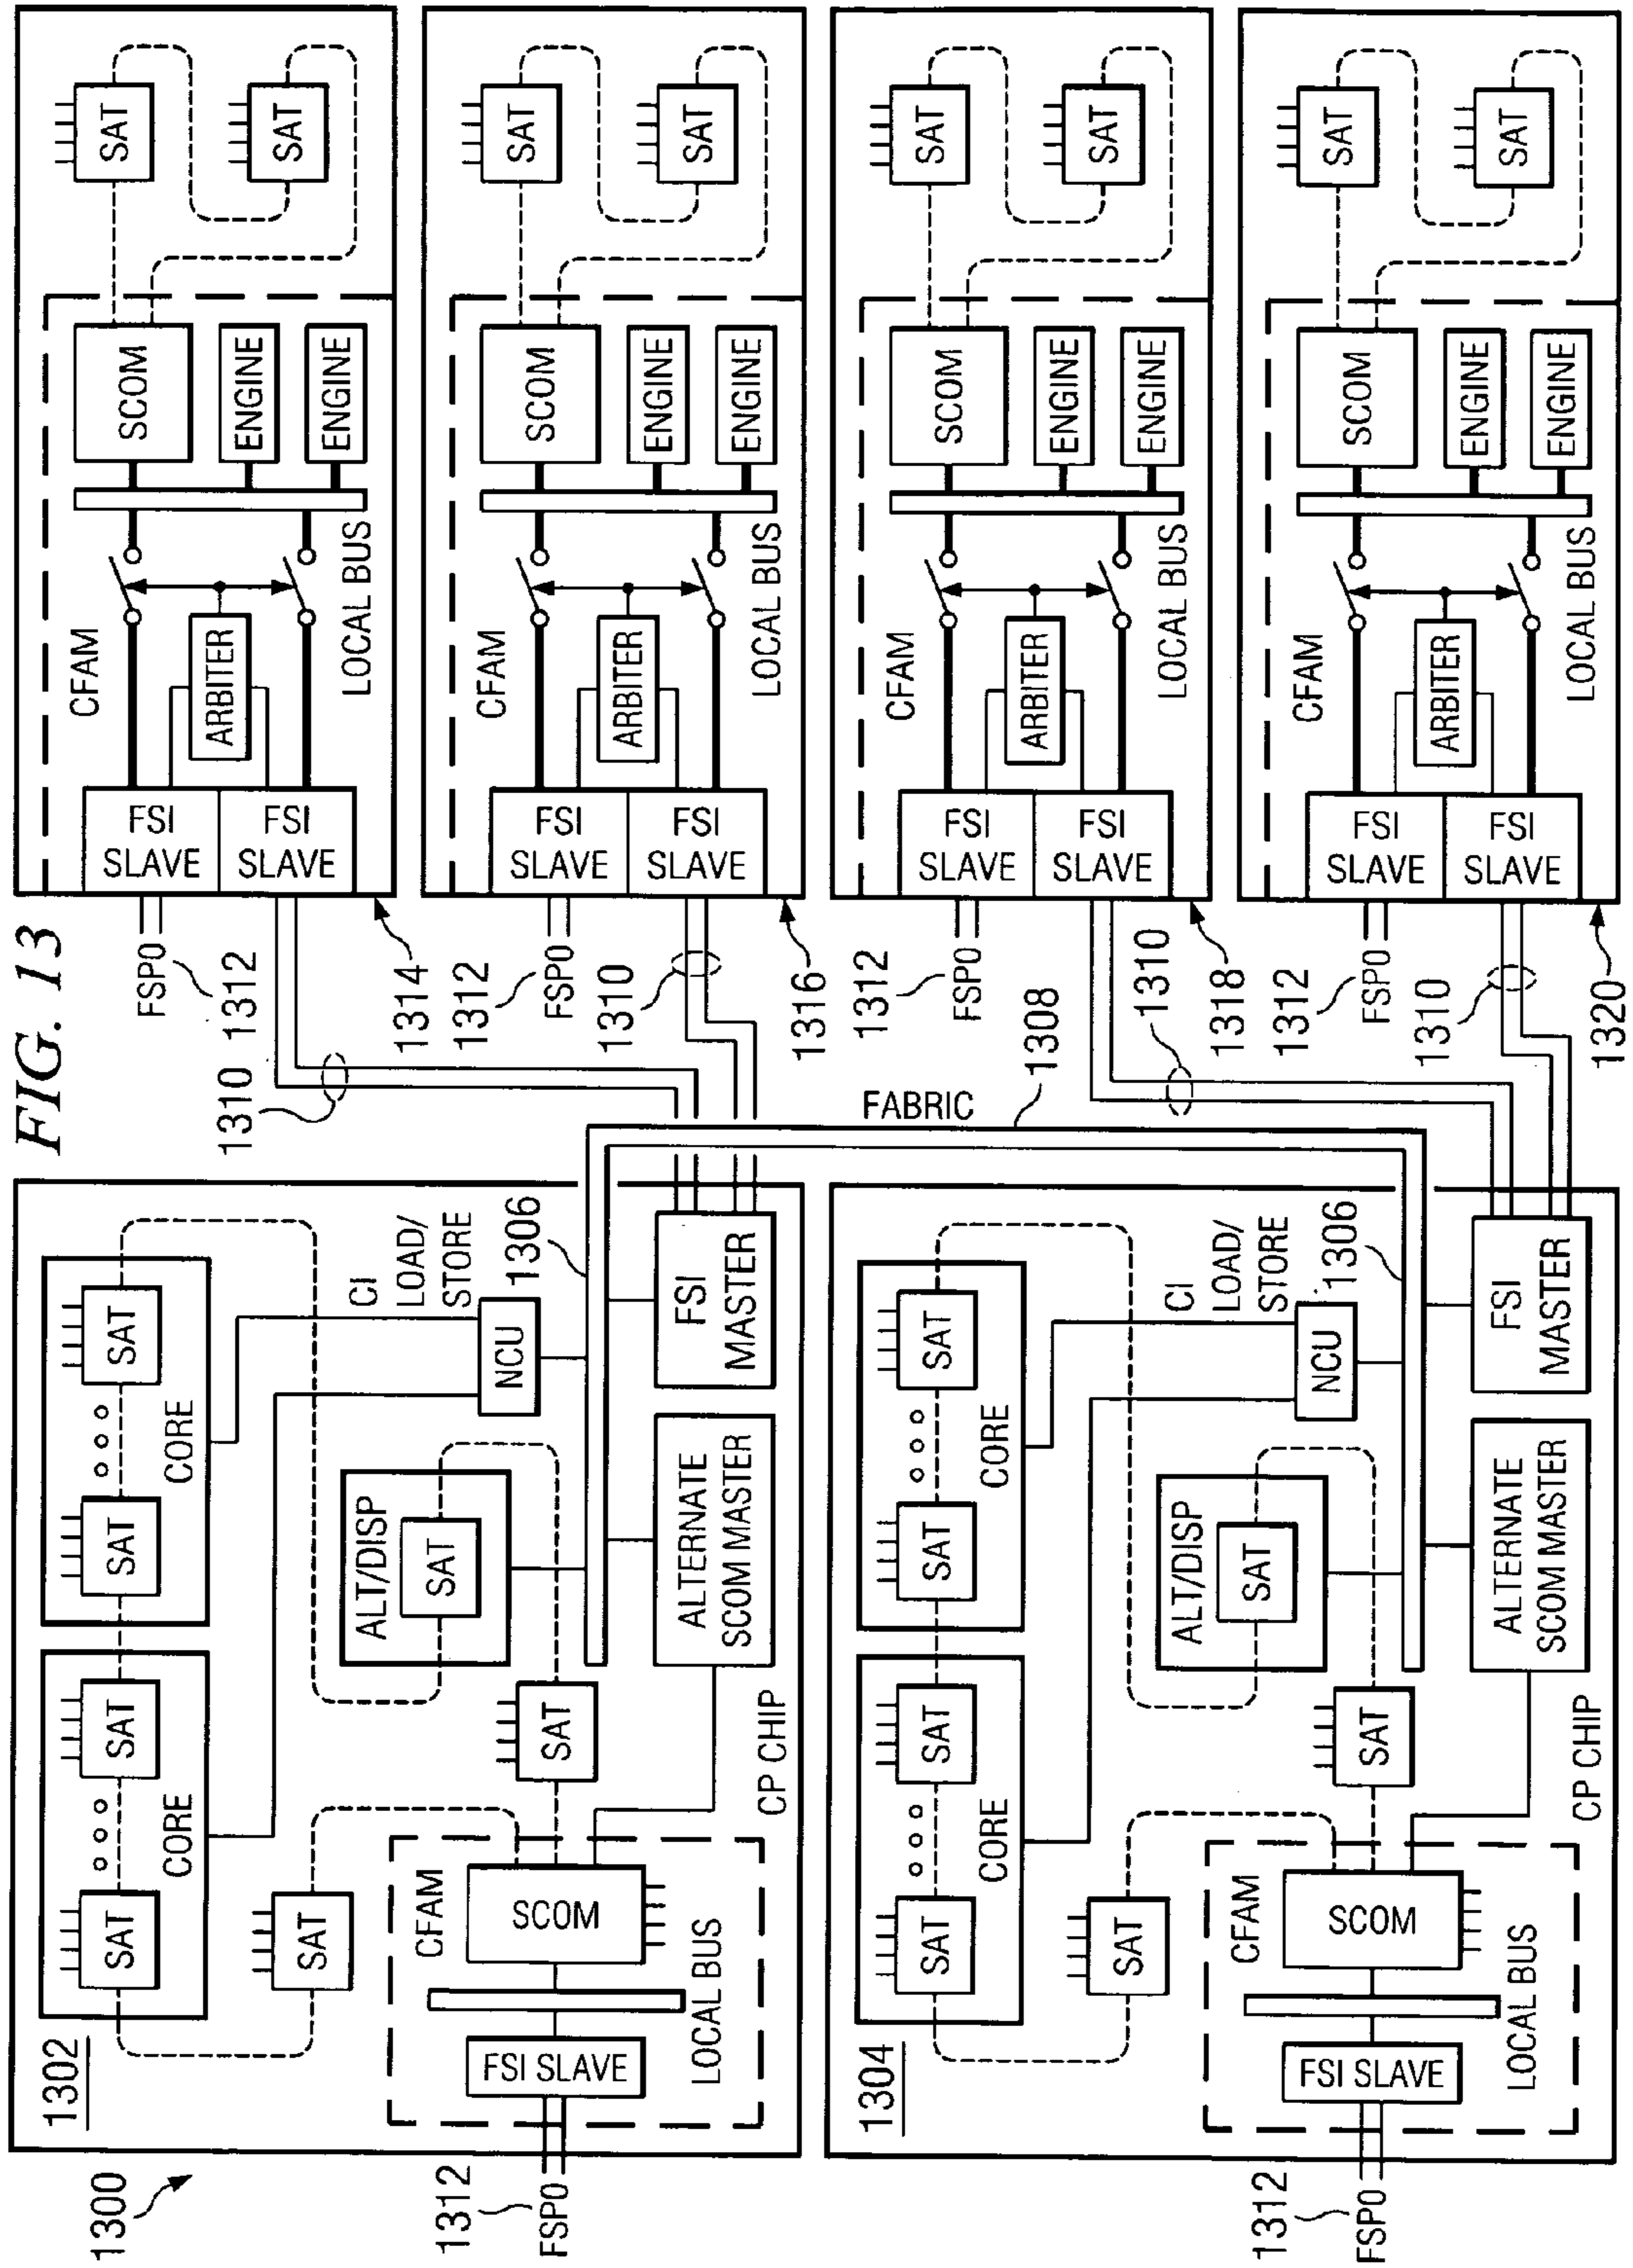 FIG. 13
1300
1302
CORE
SAT
SAT
CORE
SAT
SAT
SAT
CI
LOAD/
STORE
NCU
1306
ALT/DISP
SAT
SAT
CFAM
SCOM
FSI SLAVE
LOCAL BUS
1312
FSP0
ALTERNATE
SCOM MASTER
FSI
MASTER
CP CHIP
FABRIC
1308
1304
CORE
SAT
SAT
CORE
SAT
SAT
SAT
CI
LOAD/
STORE
NCU
1306
ALT/DISP
SAT
SAT
CFAM
SCOM
FSI SLAVE
LOCAL BUS
1312
FSP0
ALTERNATE
SCOM MASTER
FSI
MASTER
CP CHIP
CFAM
FSI
SLAVE
FSI
SLAVE
ARBITER
LOCAL BUS
SCOM
ENGINE
ENGINE
SAT
SAT
FSP0
1312
1310
1314
CFAM
FSI
SLAVE
FSI
SLAVE
ARBITER
LOCAL BUS
SCOM
ENGINE
ENGINE
SAT
SAT
1312
FSP0
1310
1316
CFAM
FSI
SLAVE
FSI
SLAVE
ARBITER
LOCAL BUS
SCOM
ENGINE
ENGINE
SAT
SAT
1312
FSP0
1310
1318
CFAM
FSI
SLAVE
FSI
SLAVE
ARBITER
LOCAL BUS
SCOM
ENGINE
ENGINE
SAT
SAT
1312
FSP0
1310
1320